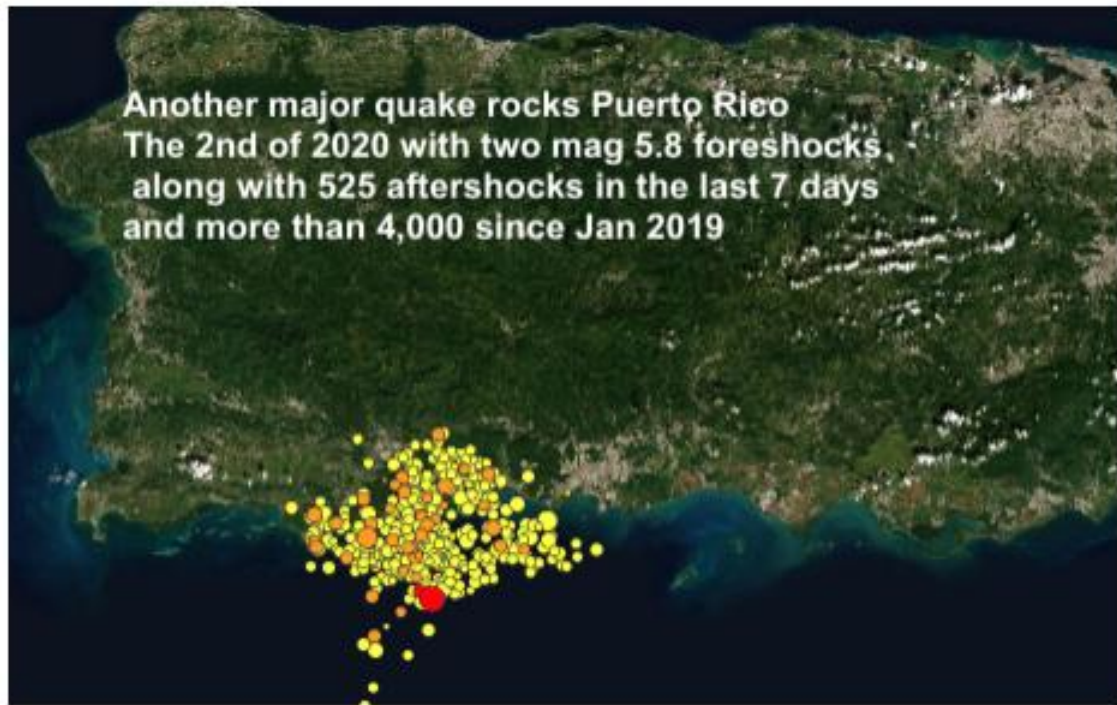 Another major quake rocks Puerto Rico
The 2nd of 2020 with two mag 5.8 foreshocks,
along with 525 aftershocks in the last 7 days
and more than 4,000 since Jan 2019